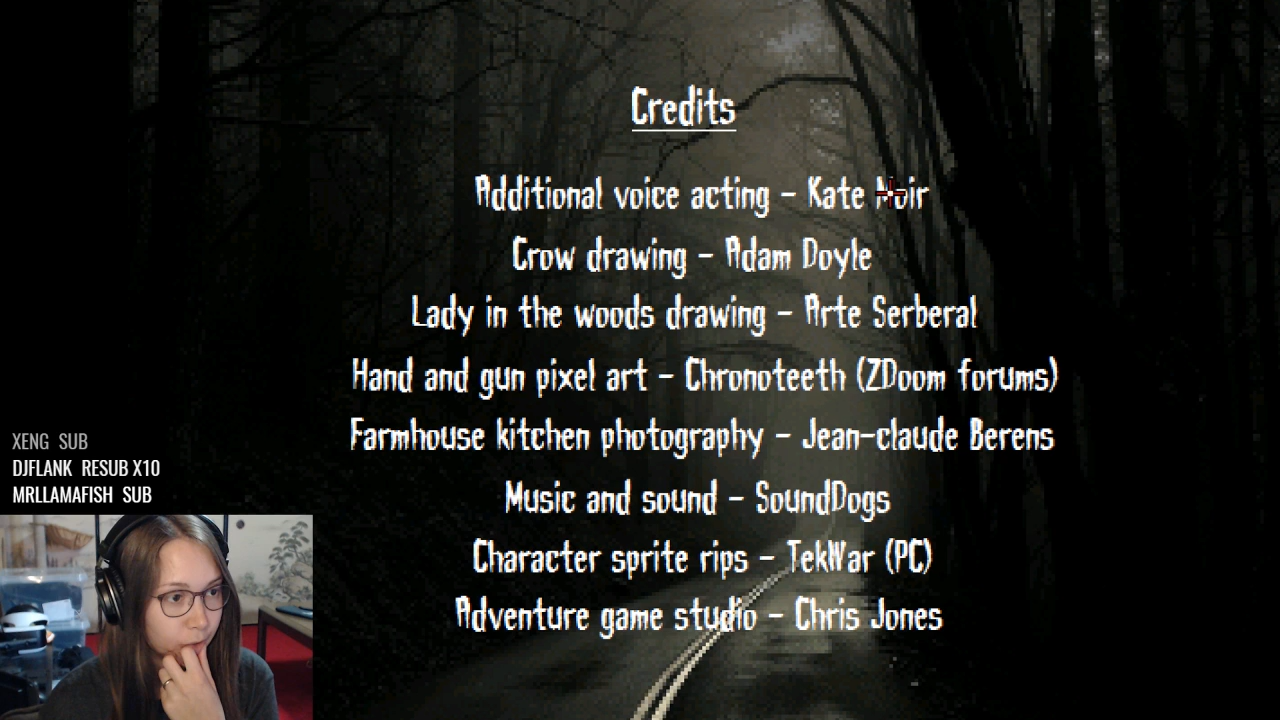 Credits
Additional voice acting - Kate Noir
Crow drawing - Adam Doyle
Lady in the woods drawing - Arte Serberal
Hand and gun pixel art - Chronoteeth (ZDoom forums)
Farmhouse kitchen photography - Jean-claude Berens
Music and sound - SoundDogs
Character sprite rips - TekWar (PC)
Adventure game studio - Chris Jones
XENG SUB
DJFLANK RESUB X10
MRLLAMAFISH SUB